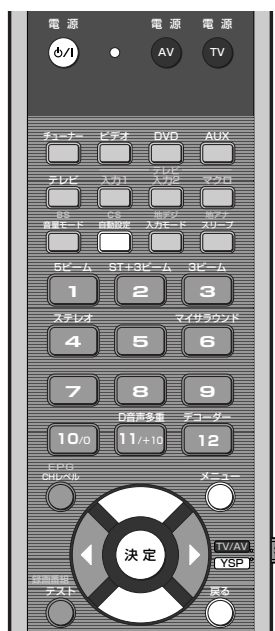 電源 電源 電源
⏻/I AV TV
チューナー ビデオ DVD AUX
テレビ
テレビ 入力1 入力2 マクロ
BS CS 地デジ 地アナ
音量モード 自動設定 入力モード スリープ
5ビーム ST+3ビーム 3ビーム
1 2 3
ステレオ マイサラウンド
4 5 6
7 8 9
D音声多重 デコーダー
10/0 11/+10 12
EPG
CHレベル メニュー
決定
TV/AV
YSP
録画番組
テスト 戻る